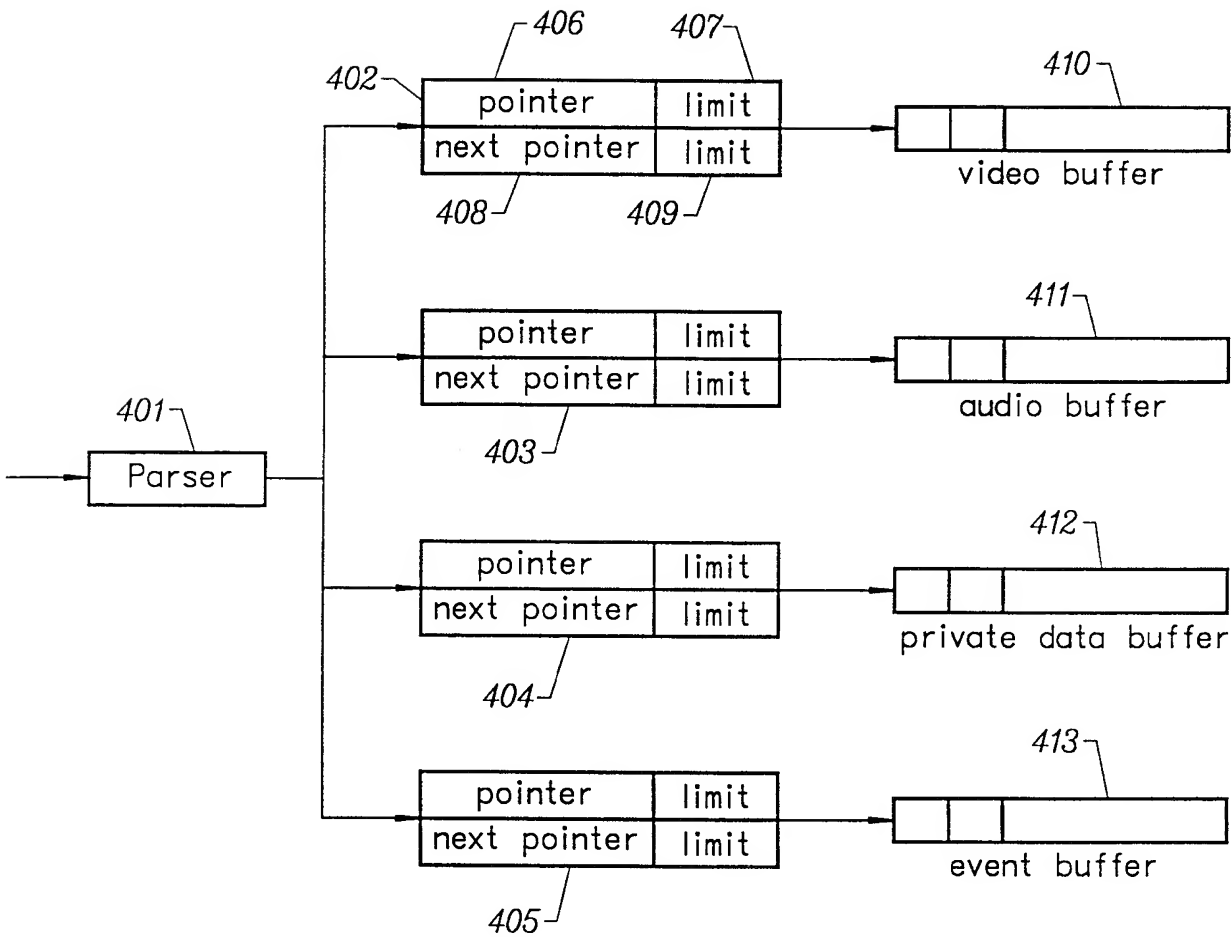 406
407
402
410
pointer limit
next pointer limit
video buffer
408
409
411
pointer limit
next pointer limit
audio buffer
401
403
Parser
412
pointer limit
next pointer limit
private data buffer
404
413
pointer limit
next pointer limit
event buffer
405